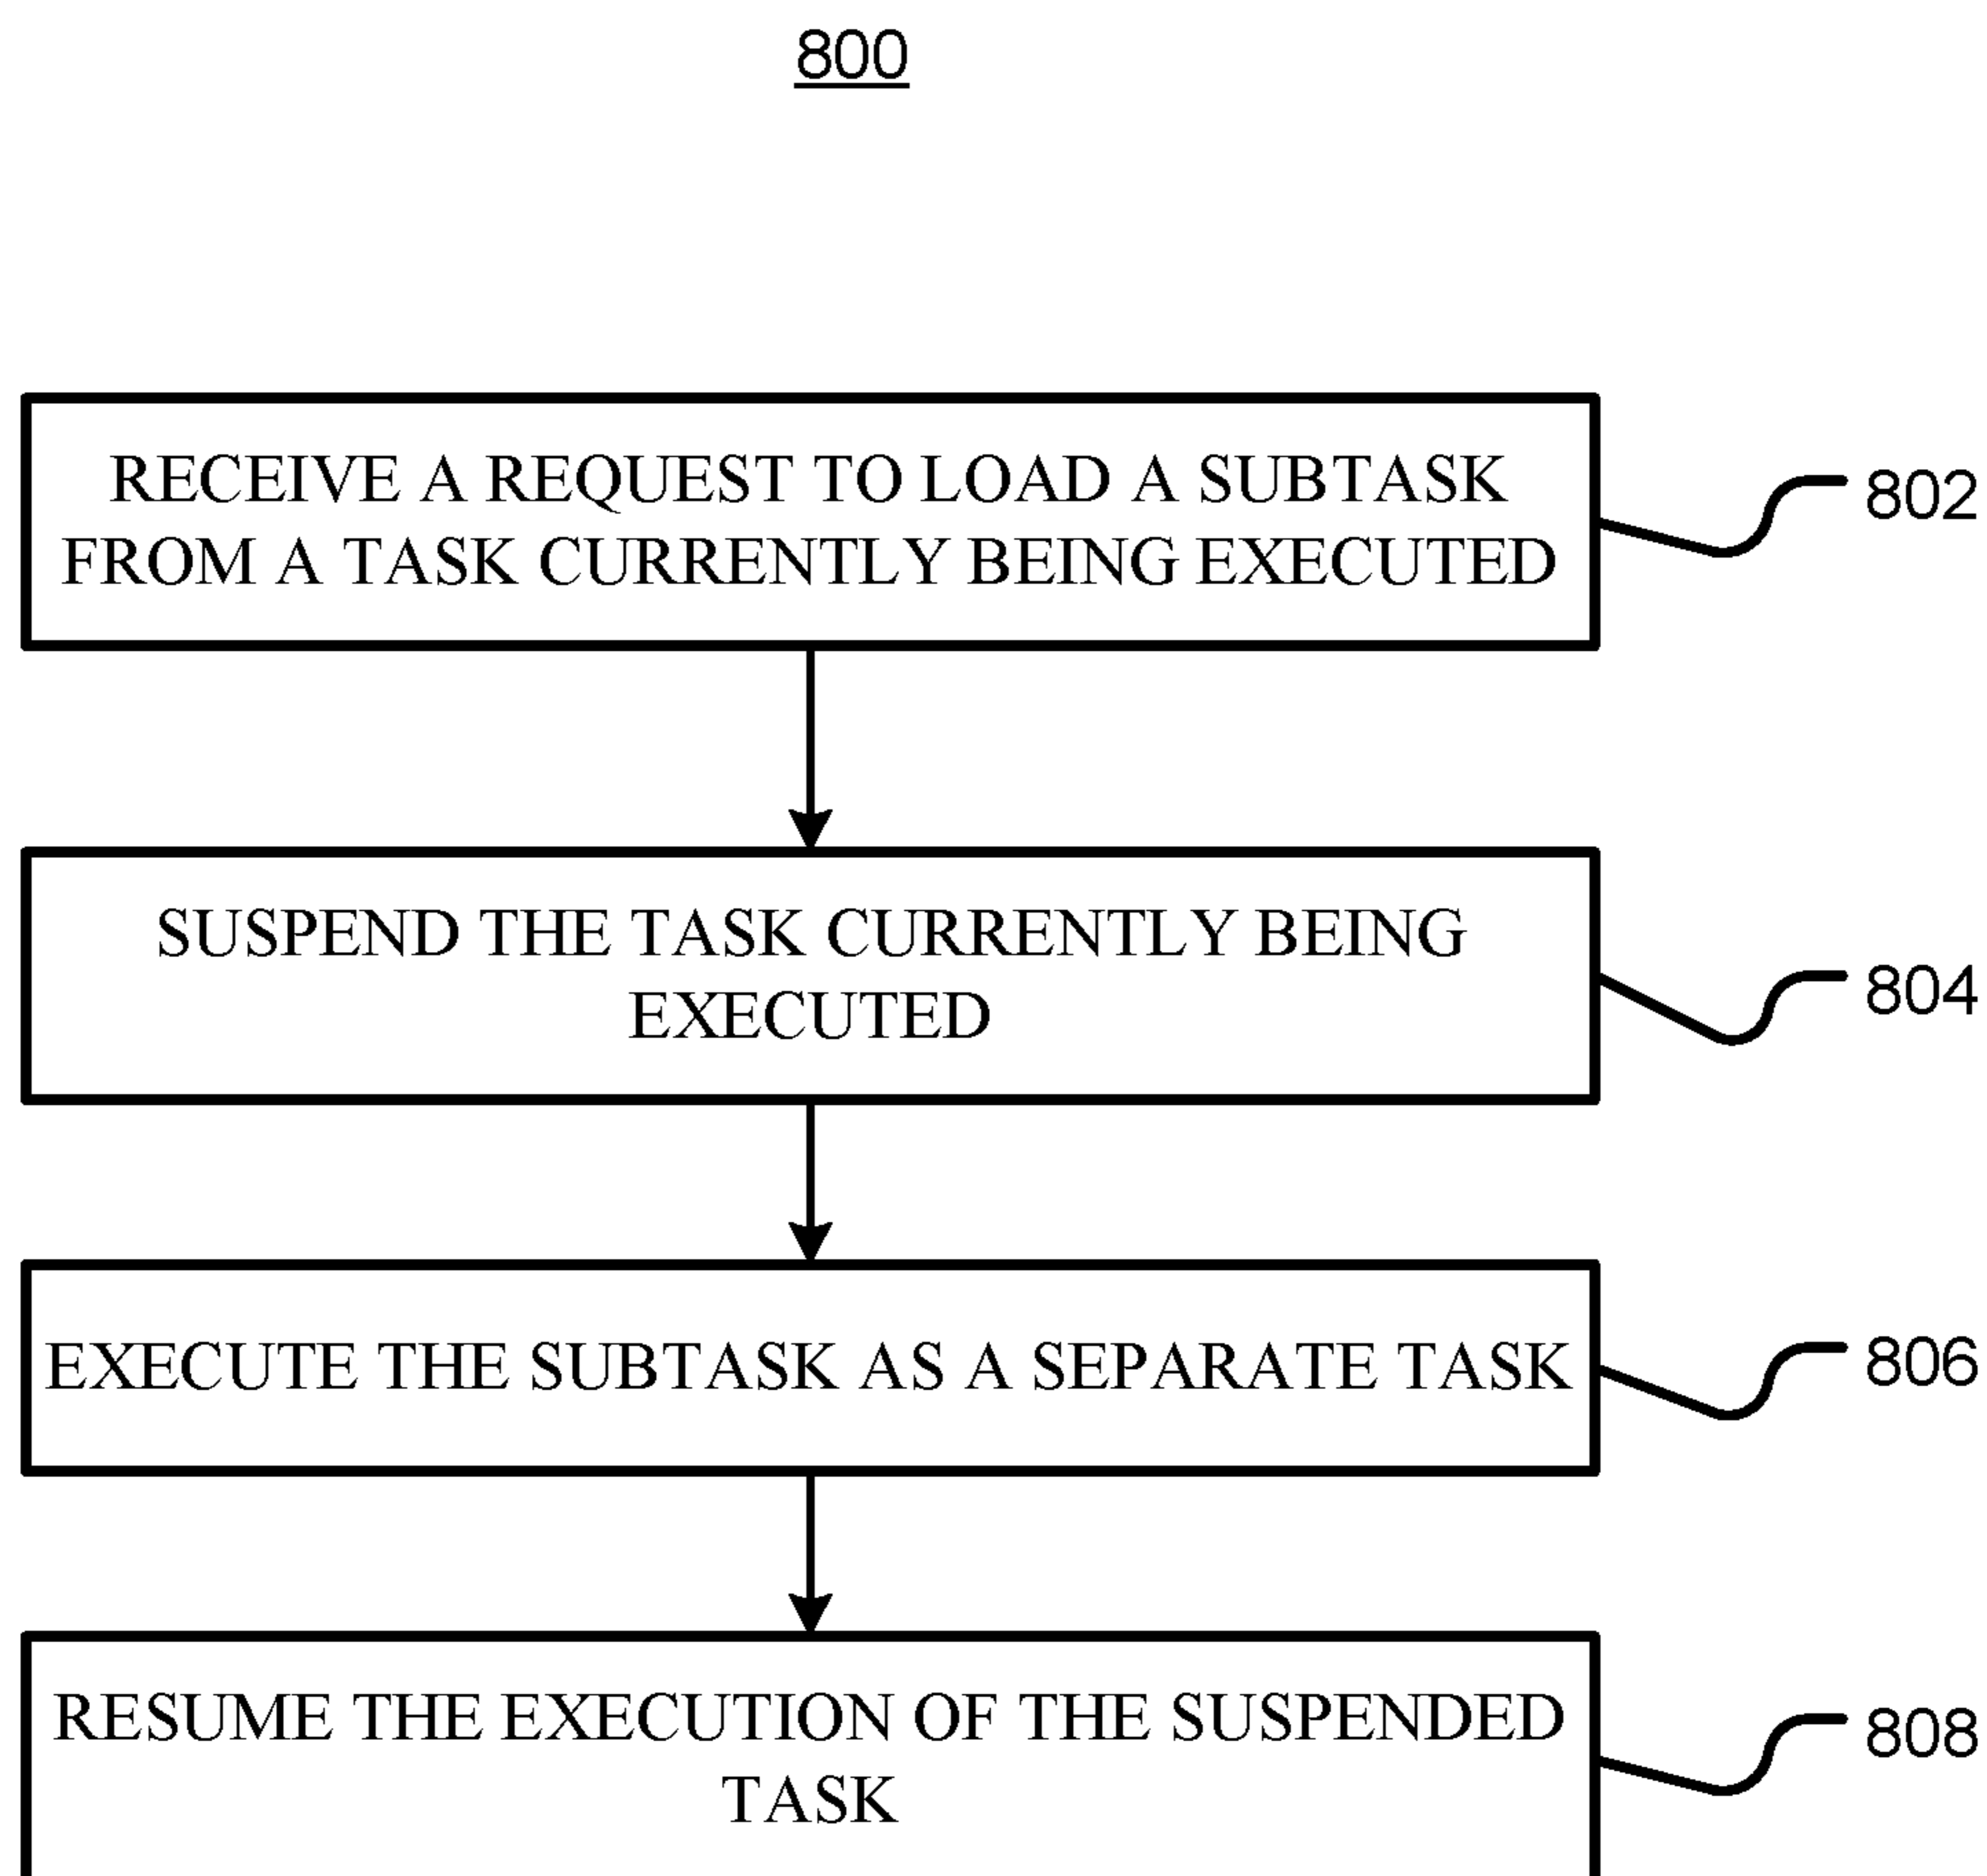 800
RECEIVE A REQUEST TO LOAD A SUBTASK
FROM A TASK CURRENTLY BEING EXECUTED
802
SUSPEND THE TASK CURRENTLY BEING
EXECUTED
804
EXECUTE THE SUBTASK AS A SEPARATE TASK
806
RESUME THE EXECUTION OF THE SUSPENDED
TASK
808